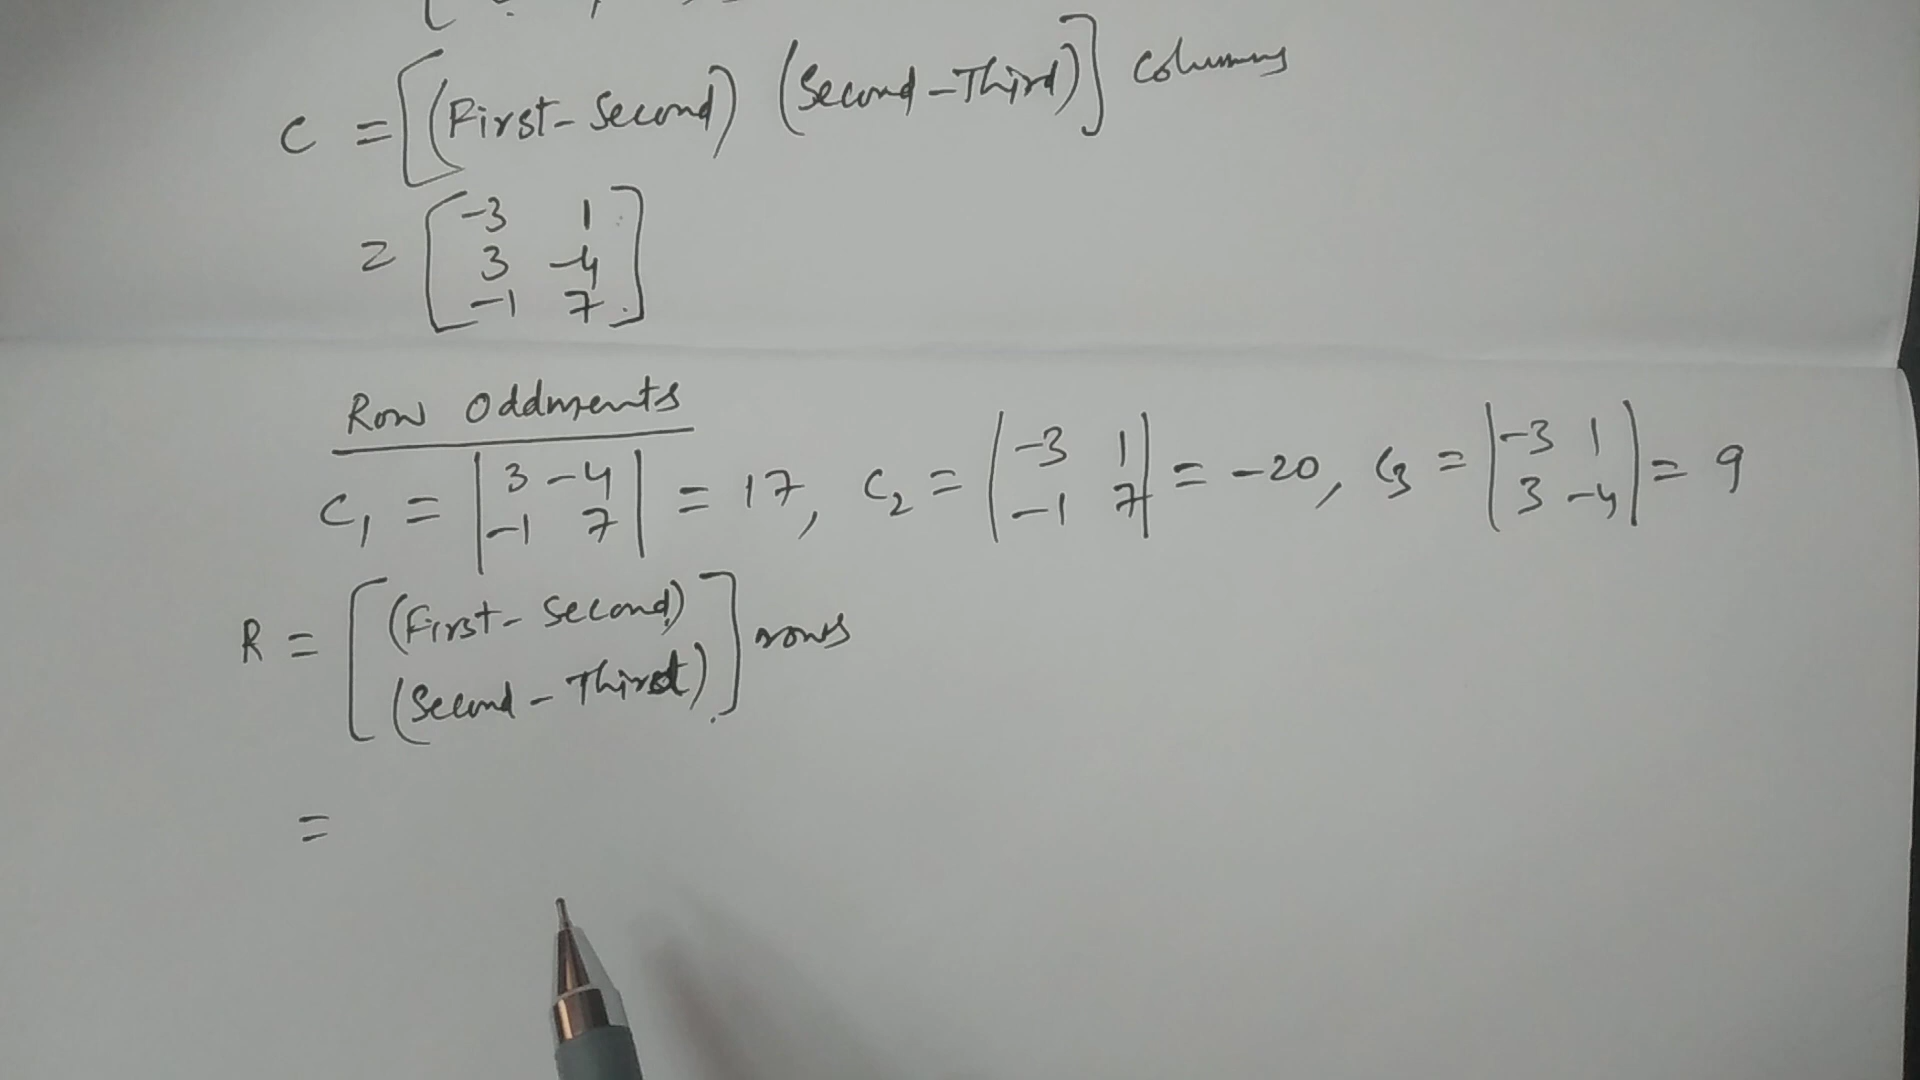 C = [(First - Second) (Second - Third)] columns
= [-3 1
3 -4
-1 7]
Row Oddments
C₁ = |3 -4
-1 7| = 17, C₂ = |-3 1
-1 7| = -20, C₃ = |-3 1
3 -4| = 9
R = [(First - Second)
(Second - Third)] rows
=